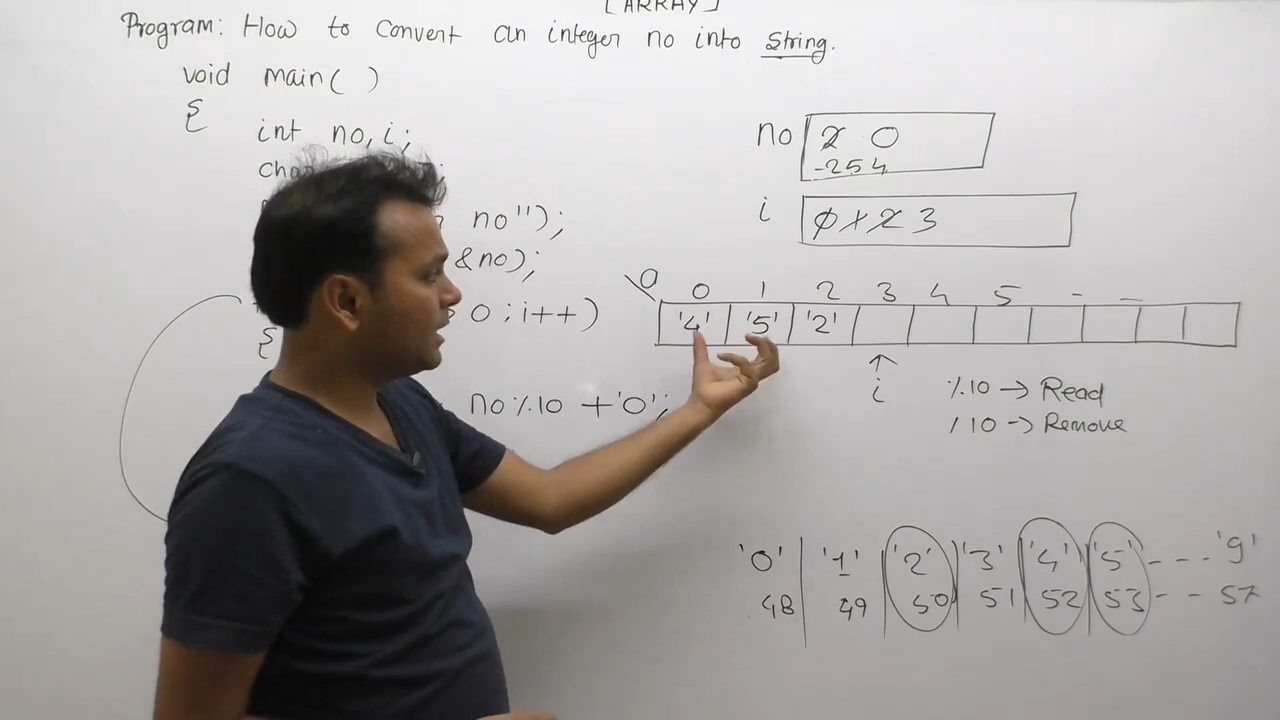 [ARRAY]
Program: How to convert an integer no into string.
void main( )
{
int no, i;
char ;
no");
&no);
0 ; i++)
{
no%10 + '0';
no 2 0
-254
i 0 1 2 3
a 0 1 2 3 4 5 - -
'4' '5' '2'
↑
i
%10 → Read
/10 → Remove
'0' '1' '2' '3' '4' '5' - - - '9'
48 49 50 51 52 53 - - 57